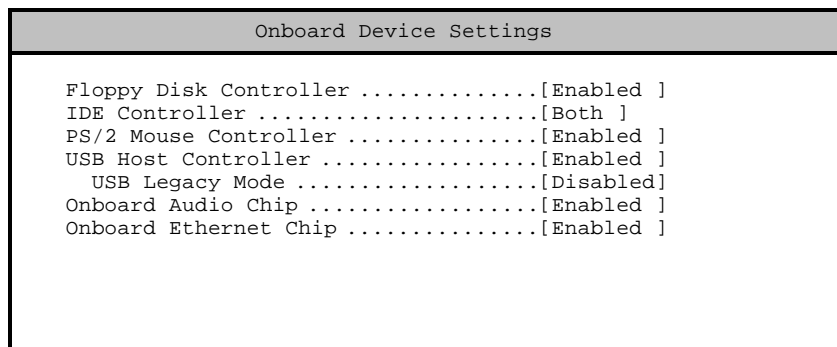 Onboard Device Settings
Floppy Disk Controller ..............[Enabled ]
IDE Controller ......................[Both ]
PS/2 Mouse Controller ...............[Enabled ]
USB Host Controller .................[Enabled ]
USB Legacy Mode ...................[Disabled]
Onboard Audio Chip ..................[Enabled ]
Onboard Ethernet Chip ...............[Enabled ]